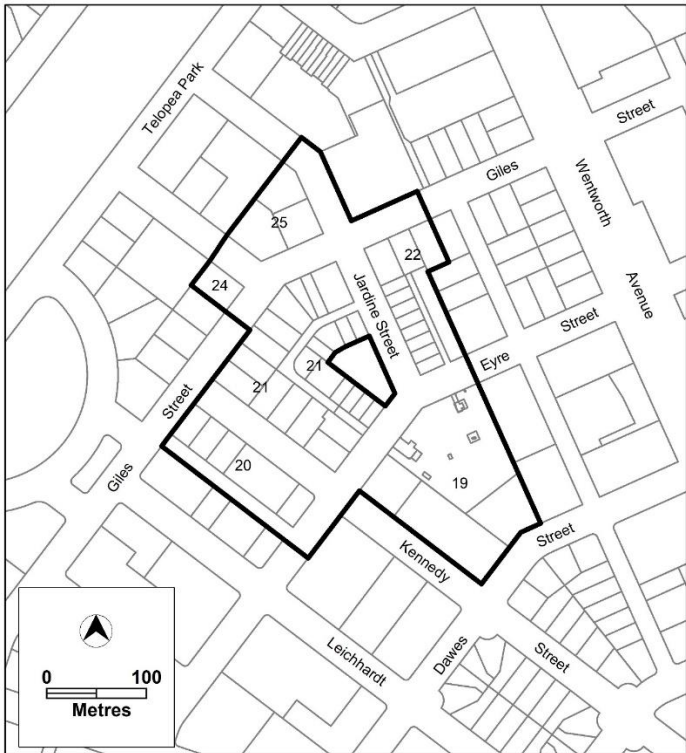 Telopea Park
Street
Giles
Wentworth
25
22
24
Jardine Street
Avenue
Street
Eyre
21
21
Street
20
19
Giles
Street
Kennedy
Leichhardt
Dawes
Street
0 100
Metres